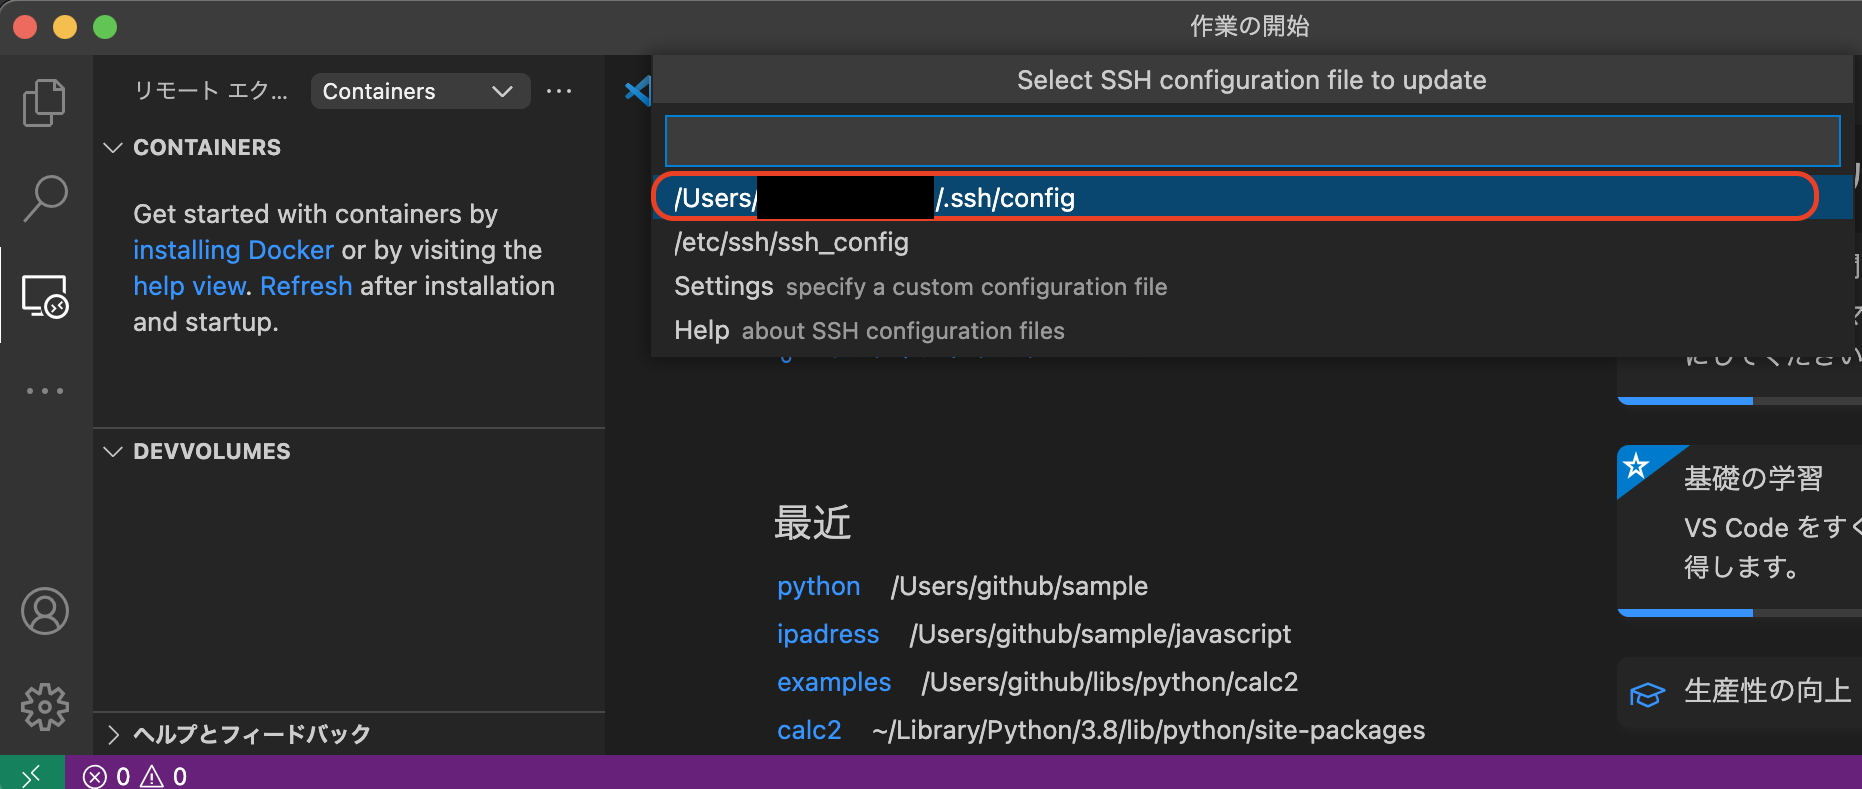 作業の開始
リモート エク...
Containers
Select SSH configuration file to update
CONTAINERS
Get started with containers by
installing Docker or by visiting the
help view. Refresh after installation
and startup.
/Users/
/.ssh/config
/etc/ssh/ssh_config
Settings specify a custom configuration file
Help about SSH configuration files
にしてください
DEVVOLUMES
最近
python /Users/github/sample
ipadress /Users/github/sample/javascript
examples /Users/github/libs/python/calc2
calc2 ~/Library/Python/3.8/lib/python/site-packages
基礎の学習
VS Code をすく
得します。
生産性の向上
ヘルプとフィードバック
0 0